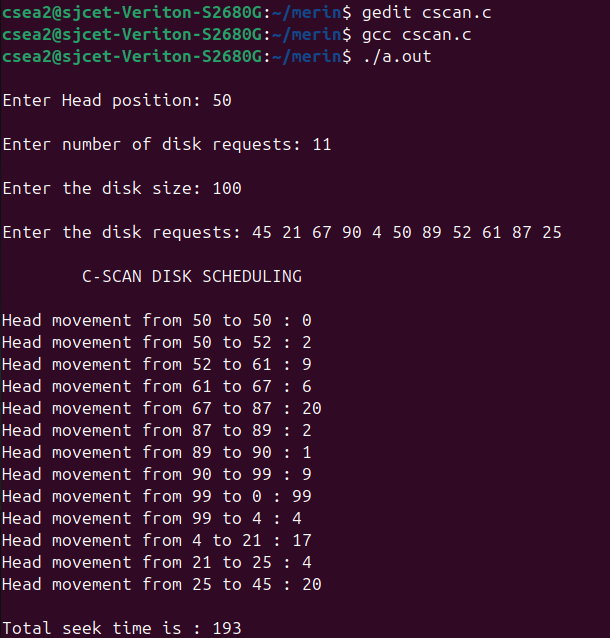 csea2@sjcet-Veriton-S2680G:~/merin$ gedit cscan.c
csea2@sjcet-Veriton-S2680G:~/merin$ gcc cscan.c
csea2@sjcet-Veriton-S2680G:~/merin$ ./a.out
Enter Head position: 50
Enter number of disk requests: 11
Enter the disk size: 100
Enter the disk requests: 45 21 67 90 4 50 89 52 61 87 25
C-SCAN DISK SCHEDULING
Head movement from 50 to 50 : 0
Head movement from 50 to 52 : 2
Head movement from 52 to 61 : 9
Head movement from 61 to 67 : 6
Head movement from 67 to 87 : 20
Head movement from 87 to 89 : 2
Head movement from 89 to 90 : 1
Head movement from 90 to 99 : 9
Head movement from 99 to 0 : 99
Head movement from 99 to 4 : 4
Head movement from 4 to 21 : 17
Head movement from 21 to 25 : 4
Head movement from 25 to 45 : 20
Total seek time is : 193